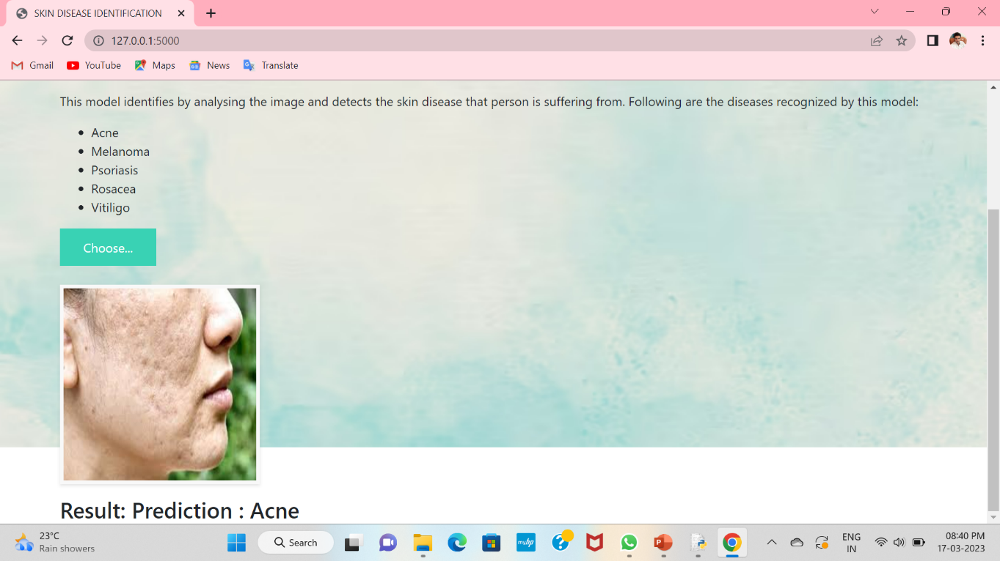 SKIN DISEASE IDENTIFICATION
127.0.0.1:5000
Gmail YouTube Maps News Translate
This model identifies by analysing the image and detects the skin disease that person is suffering from. Following are the diseases recognized by this model:
Acne
Melanoma
Psoriasis
Rosacea
Vitiligo
Choose...
Result: Prediction : Acne
23°C
Rain showers
Search
myhp
ENG
IN
08:40 PM
17-03-2023